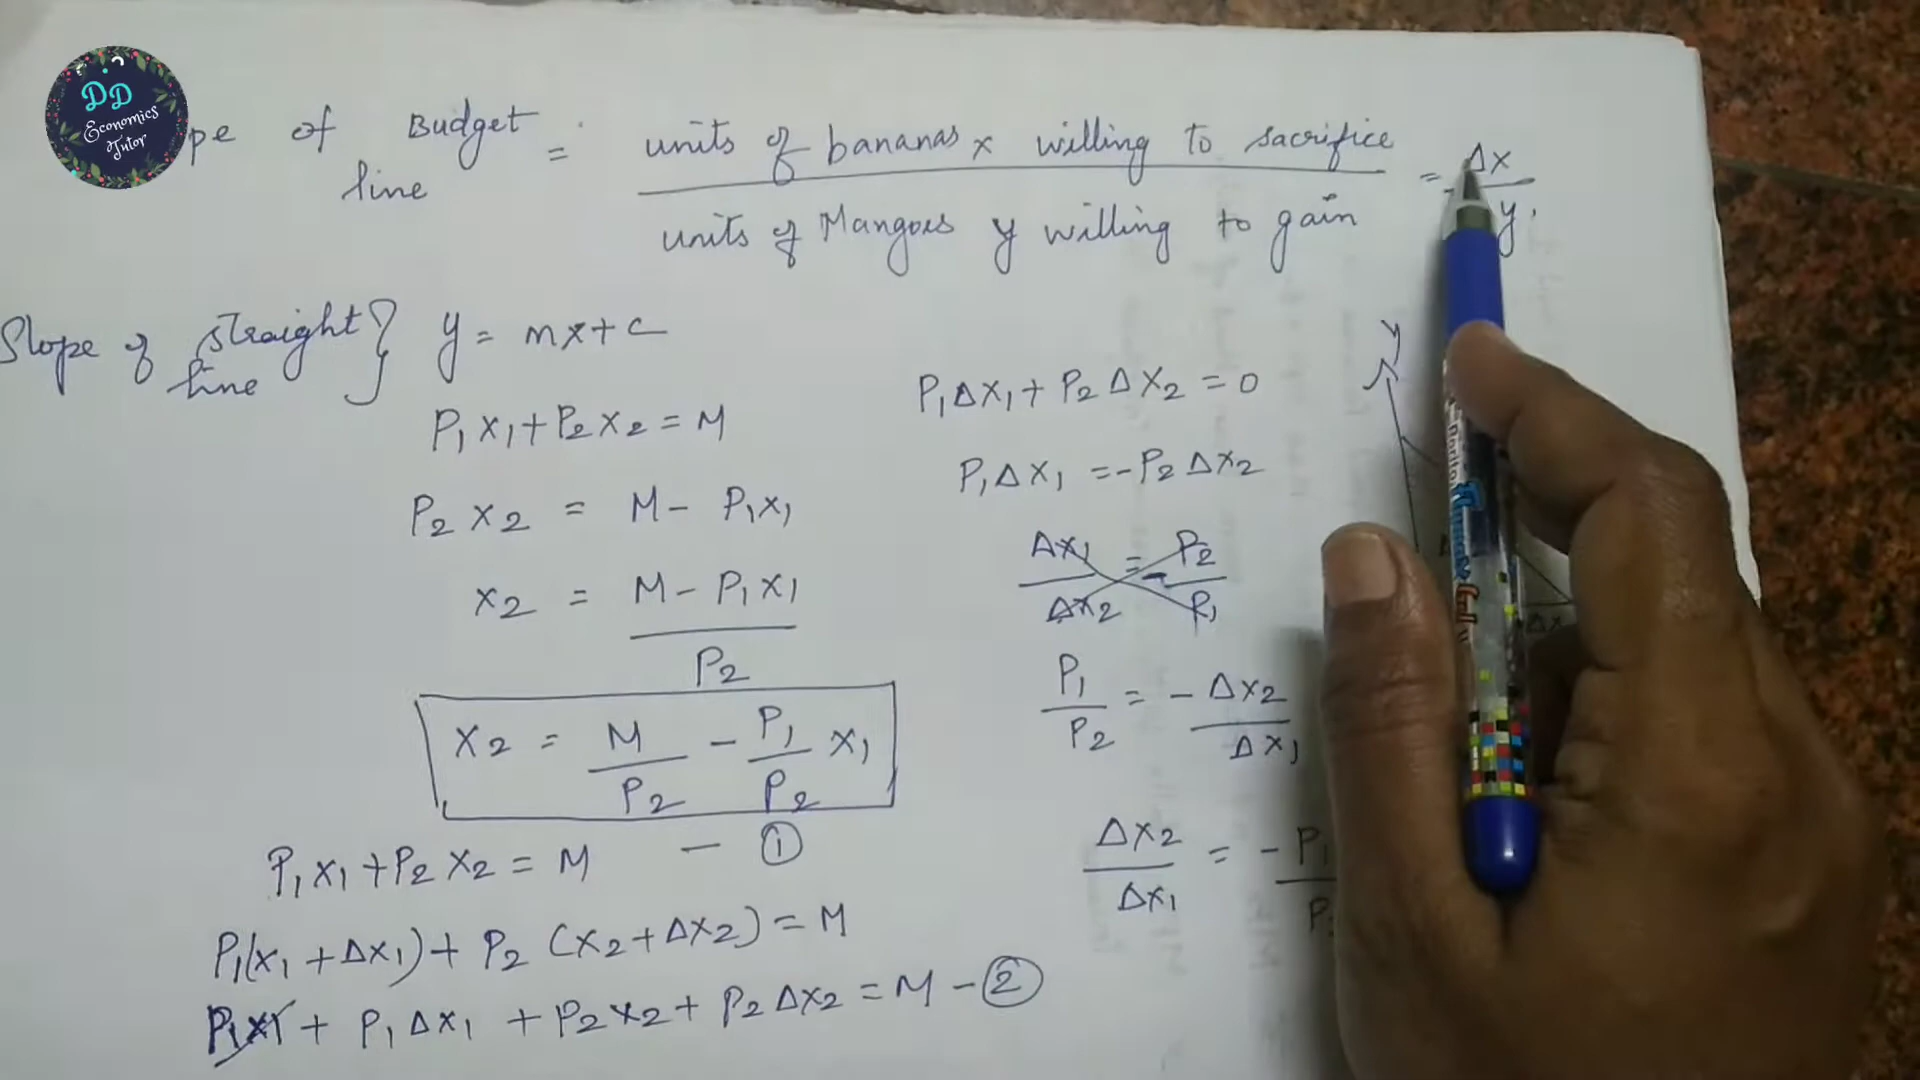 DD
Economics
Tutor
pe of Budget line = units of bananas x willing to sacrifice / units of Mangoes y willing to gain = Δx / y
Slope of straight line } y = mx + c
P₁x₁ + P₂x₂ = M
P₂x₂ = M - P₁x₁
x₂ = M - P₁x₁ / P₂
x₂ = M/P₂ - P₁/P₂ x₁
- ①
P₁x₁ + P₂x₂ = M
P₁(x₁ + Δx₁) + P₂(x₂ + Δx₂) = M
P₁x₁ + P₁Δx₁ + P₂x₂ + P₂Δx₂ = M - ②
P₁Δx₁ + P₂Δx₂ = 0
P₁Δx₁ = -P₂Δx₂
Δx₁/Δx₂ = -P₂/P₁
P₁/P₂ = -Δx₂/Δx₁
Δx₂/Δx₁ = -P₁/P
y
Δx